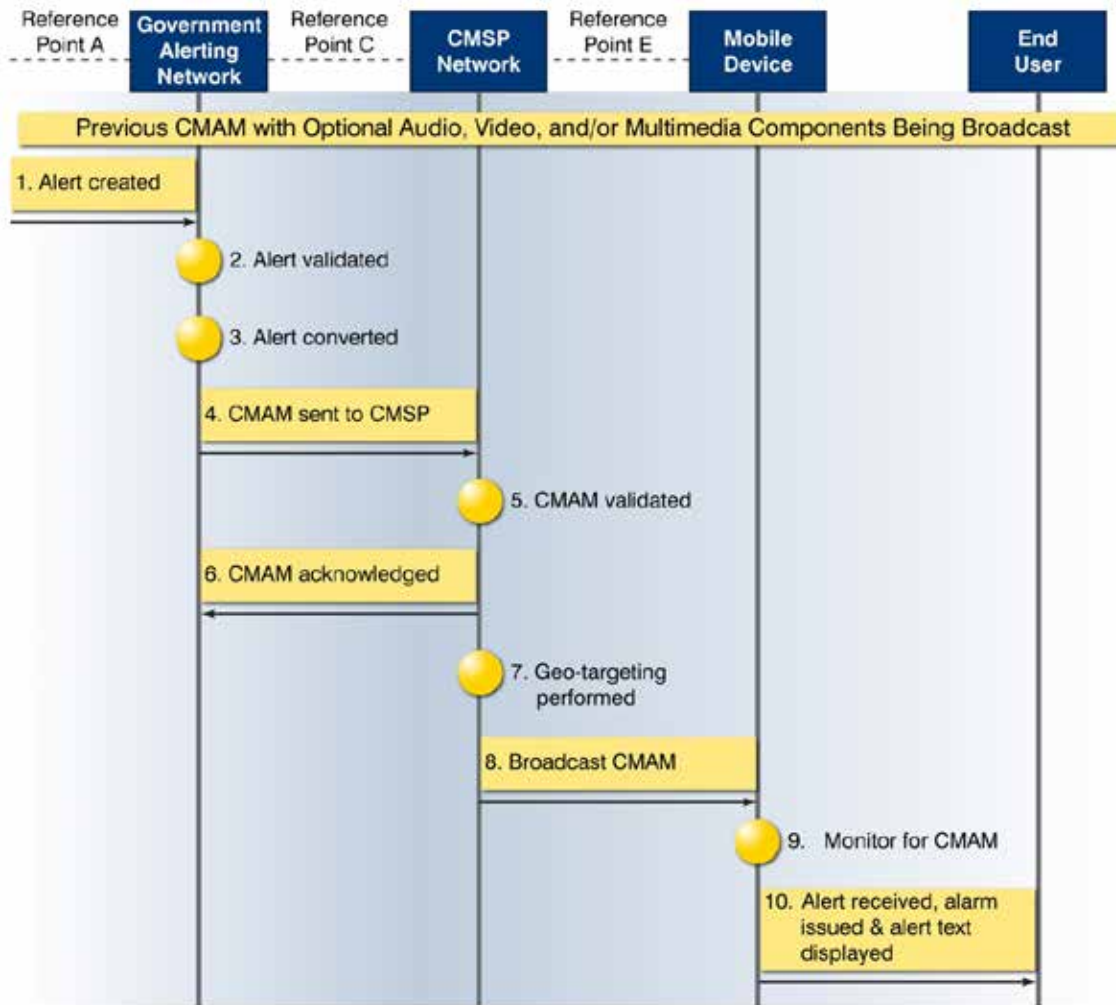 Reference
Point A
Government
Alerting
Network
Reference
Point C
CMSP
Network
Reference
Point E
Mobile
Device
End
User
Previous CMAM with Optional Audio, Video, and/or Multimedia Components Being Broadcast
1. Alert created
2. Alert validated
3. Alert converted
4. CMAM sent to CMSP
5. CMAM validated
6. CMAM acknowledged
7. Geo-targeting
performed
8. Broadcast CMAM
9. Monitor for CMAM
10. Alert received, alarm
issued & alert text
displayed